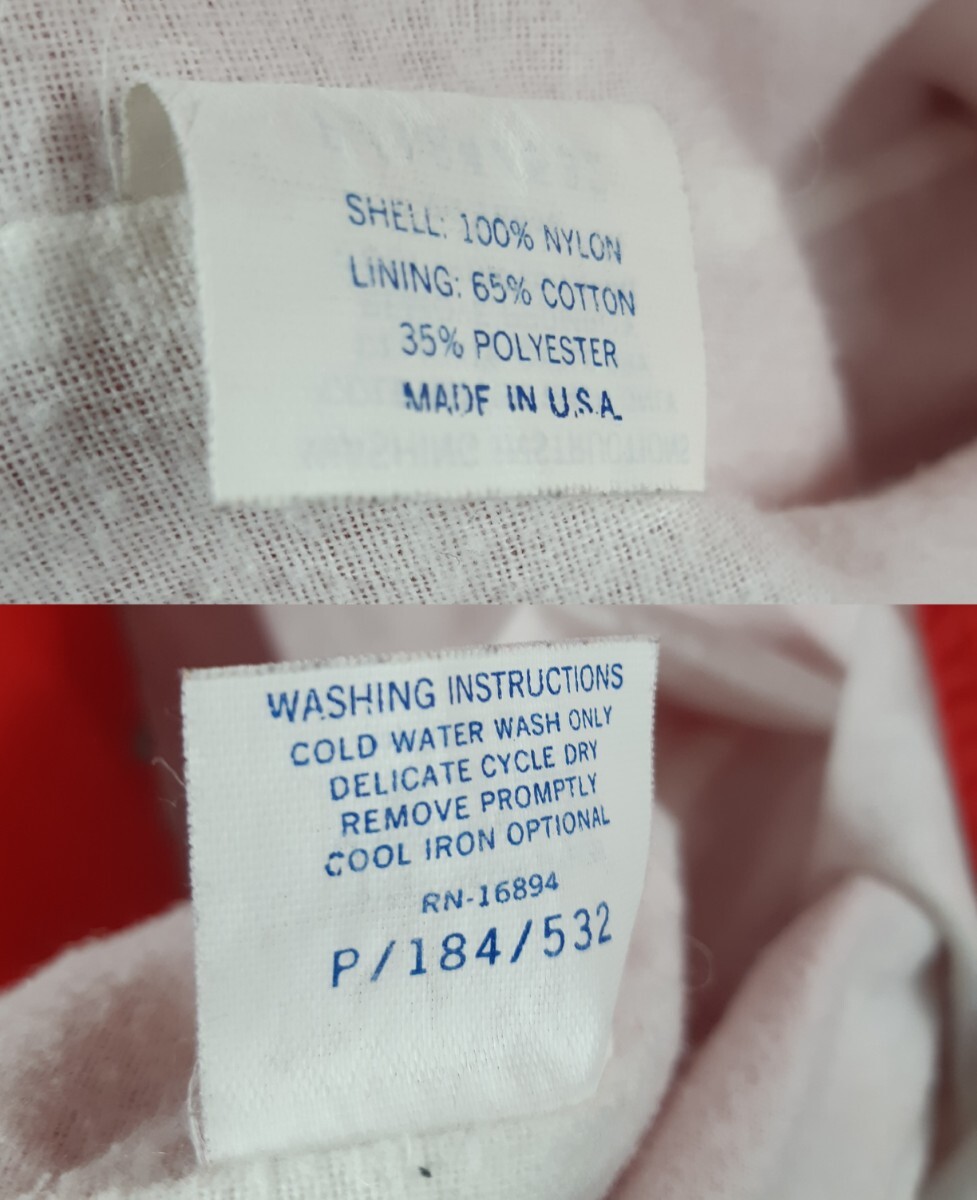 SHELL: 100% NYLON
LINING: 65% COTTON
35% POLYESTER
MADE IN U.S.A.
WASHING INSTRUCTIONS
COLD WATER WASH ONLY
DELICATE CYCLE DRY
REMOVE PROMPTLY
COOL IRON OPTIONAL
RN-16894
P/184/532